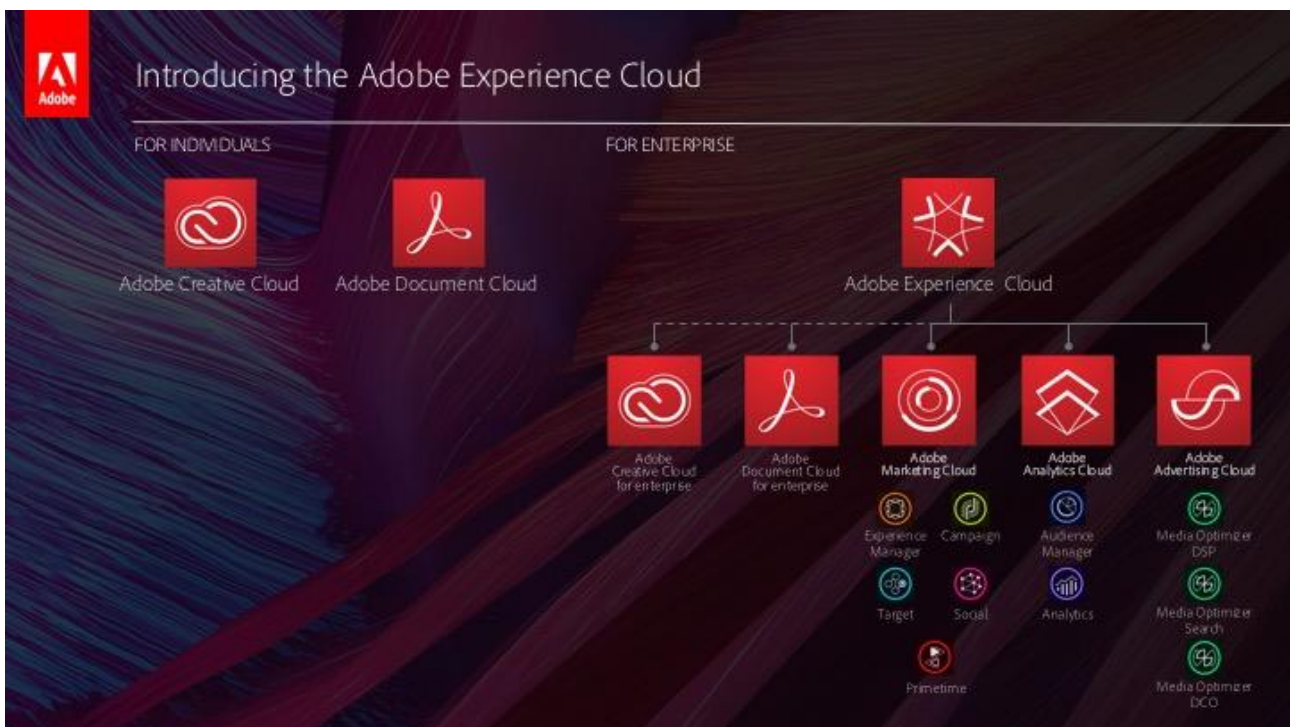 Adobe
Introducing the Adobe Experience Cloud
FOR INDIVIDUALS
FOR ENTERPRISE
Adobe Creative Cloud
Adobe Document Cloud
Adobe Experience Cloud
Adobe
Creative Cloud
for enterprise
Adobe
Document Cloud
for enterprise
Adobe
Marketing Cloud
Adobe
Analytics Cloud
Adobe
Advertising Cloud
Experience
Manager
Campaign
Audience
Manager
Media Optimizer
DSP
Target
Social
Analytics
Media Optimizer
Search
Primetime
Media Optimizer
DCO